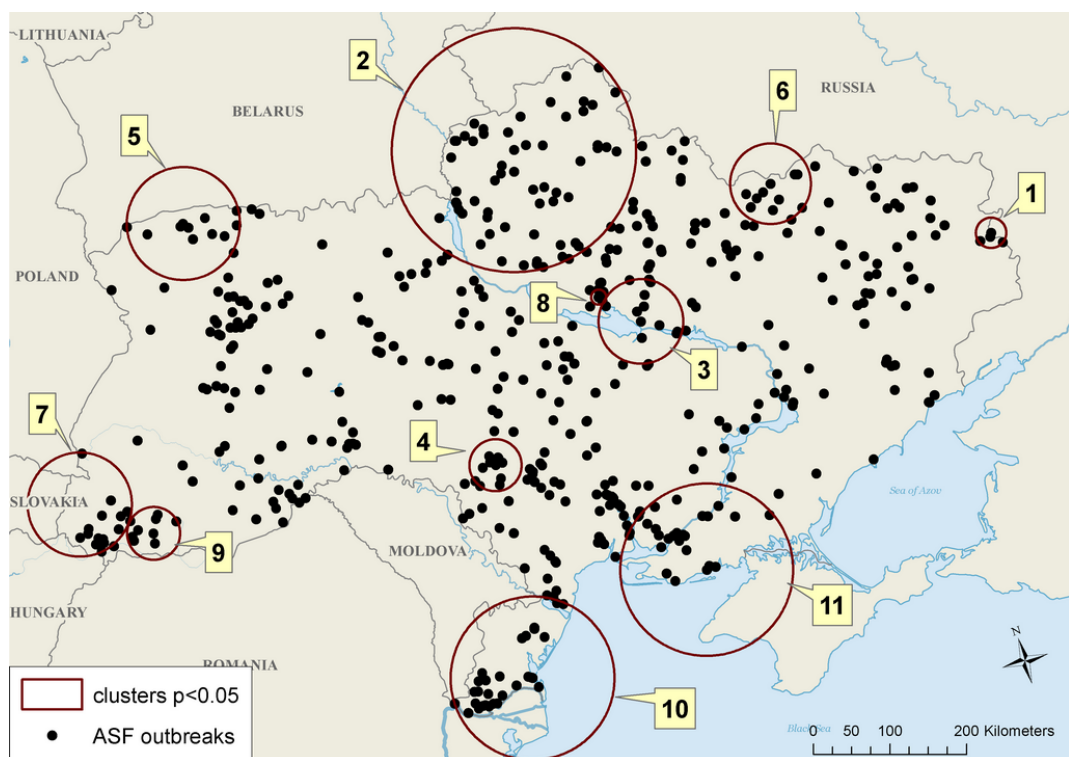 LITHUANIA
2
6
RUSSIA
BELARUS
5
1
POLAND
8
3
7
4
SLOVAKIA
Sea of Azov
9
MOLDOVA
11
HUNGARY
N
ROMANIA
clusters p<0.05
10
ASF outbreaks
Black Sea
0 50 100 200 Kilometers